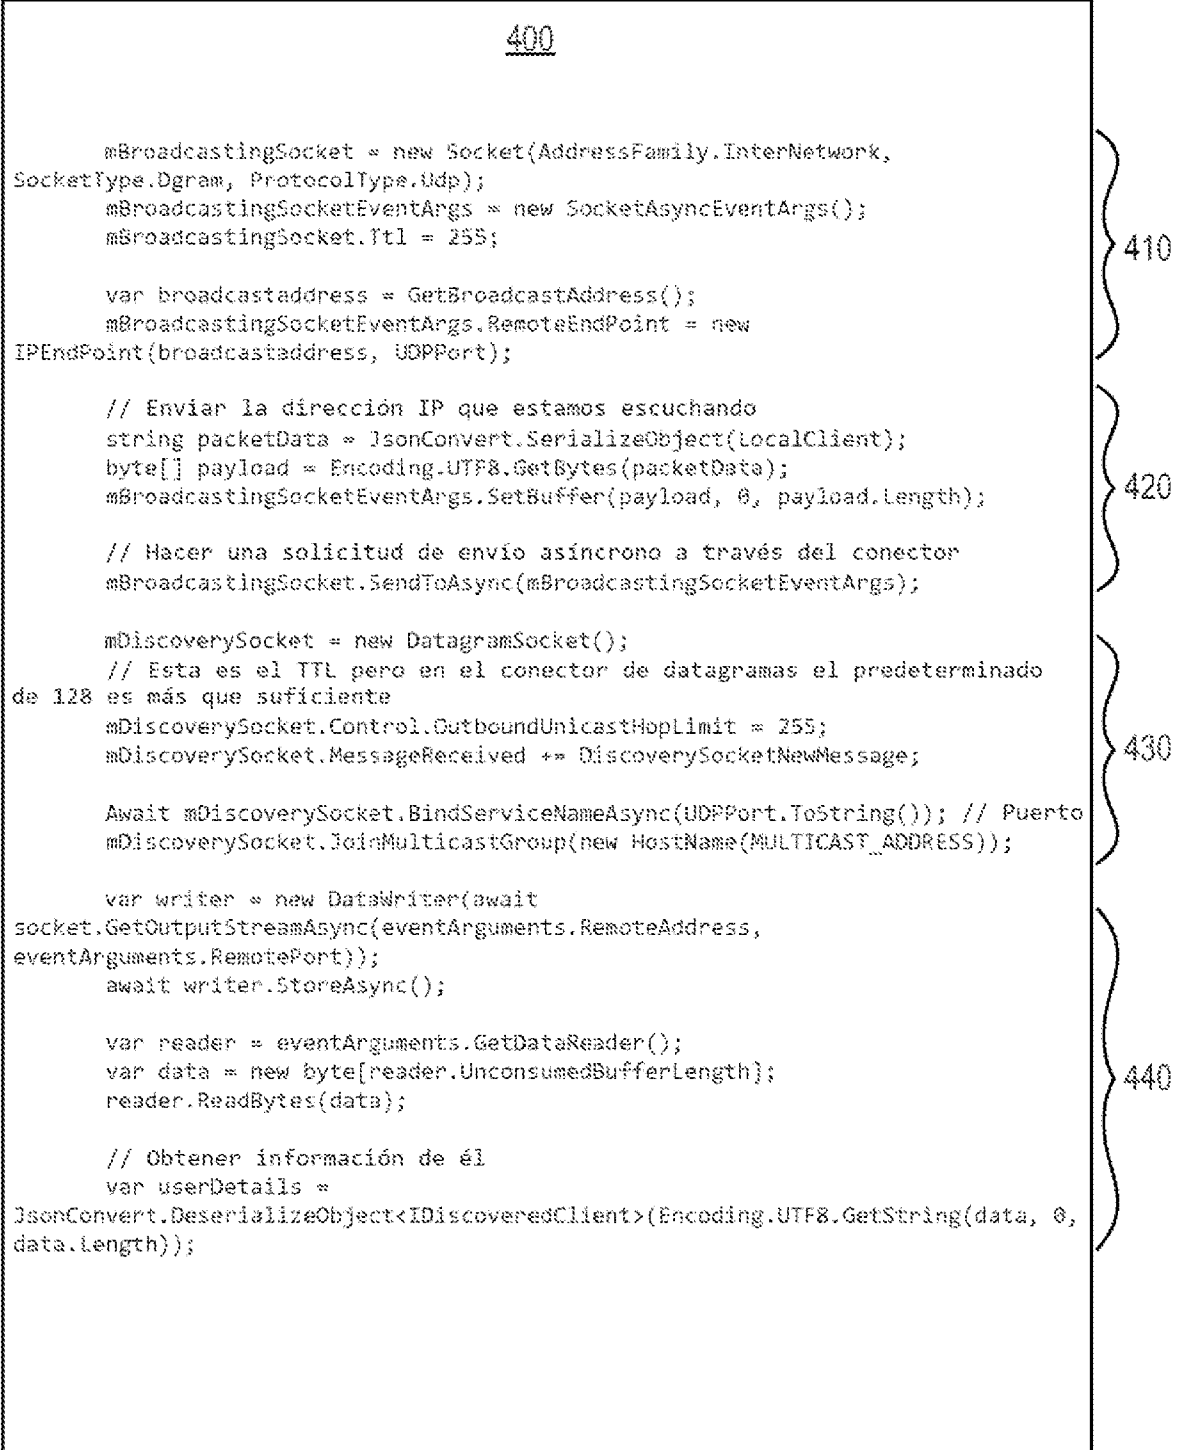 400
mBroadcastingSocket = new Socket(AddressFamily.InterNetwork,
SocketType.Dgram, ProtocolType.Udp);
mBroadcastingSocketEventArgs = new SocketAsyncEventArgs();
mBroadcastingSocket.Ttl = 255;
410
var broadcastaddress = GetBroadcastAddress();
mBroadcastingSocketEventArgs.RemoteEndPoint = new
IPEndPoint(broadcastaddress, UDPPort);
// Enviar la dirección IP que estamos escuchando
string packetData = JsonConvert.SerializeObject(LocalClient);
byte[] payload = Encoding.UTF8.GetBytes(packetData);
mBroadcastingSocketEventArgs.SetBuffer(payload, 0, payload.Length);
420
// Hacer una solicitud de envío asíncrono a través del conector
mBroadcastingSocket.SendToAsync(mBroadcastingSocketEventArgs);
mDiscoverySocket = new DatagramSocket();
// Esta es el TTL pero en el conector de datagramas el predeterminado
de 128 es más que suficiente
mDiscoverySocket.Control.OutboundUnicastHopLimit = 255;
mDiscoverySocket.MessageReceived += DiscoverySocketNewMessage;
430
Await mDiscoverySocket.BindServiceNameAsync(UDPPort.ToString()); // Puerto
mDiscoverySocket.JoinMulticastGroup(new HostName(MULTICAST_ADDRESS));
var writer = new DataWriter(await
socket.GetOutputStreamAsync(eventArguments.RemoteAddress,
eventArguments.RemotePort));
await writer.StoreAsync();
var reader = eventArguments.GetDataReader();
var data = new byte[reader.UnconsumedBufferLength];
440
reader.ReadBytes(data);
// Obtener información de él
var userDetails =
JsonConvert.DeserializeObject<IDiscoveredClient>(Encoding.UTF8.GetString(data, 0,
data.Length));